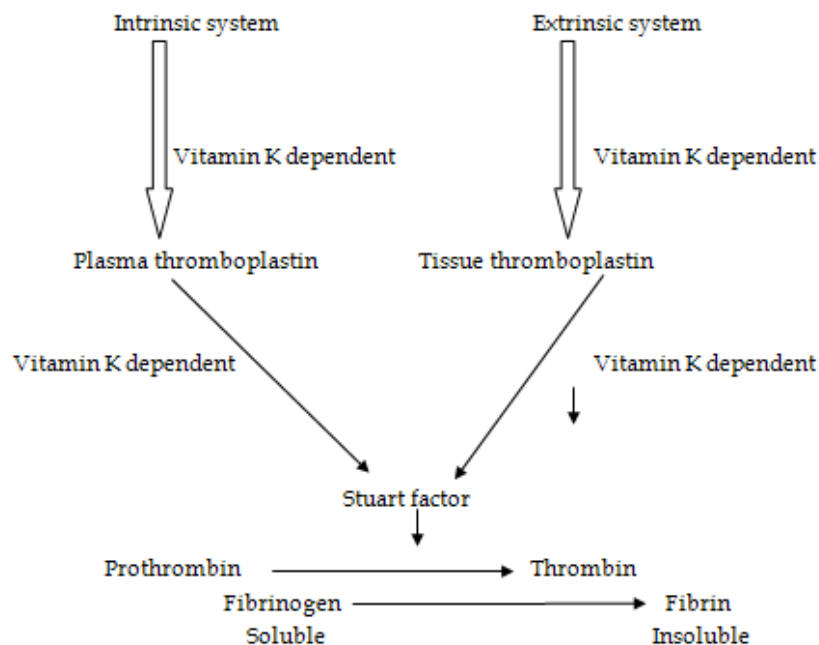 Intrinsic system
Extrinsic system
Vitamin K dependent
Vitamin K dependent
Plasma thromboplastin
Tissue thromboplastin
Vitamin K dependent
Vitamin K dependent
Stuart factor
Prothrombin
Thrombin
Fibrinogen
Fibrin
Soluble
Insoluble